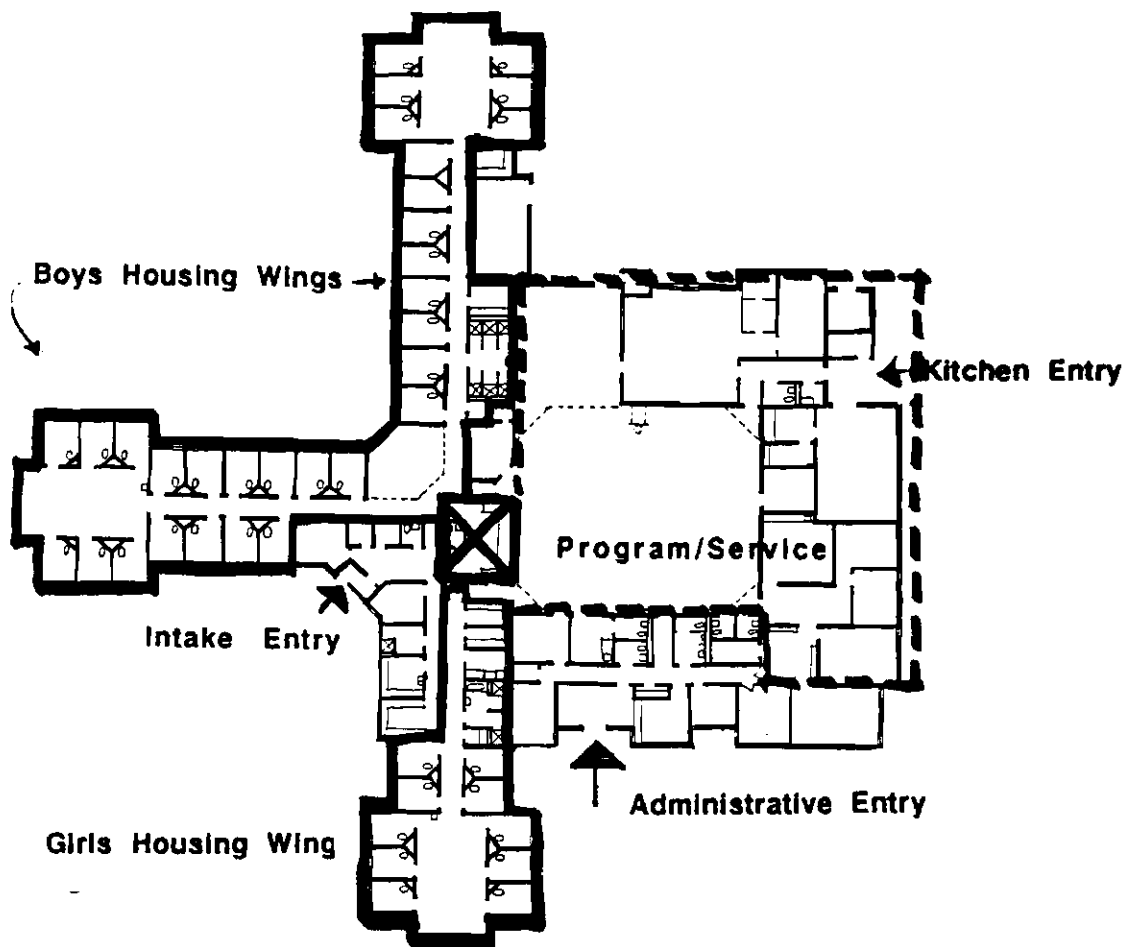 Boys Housing Wings
Kitchen Entry
Program/Service
Intake Entry
Administrative Entry
Girls Housing Wing